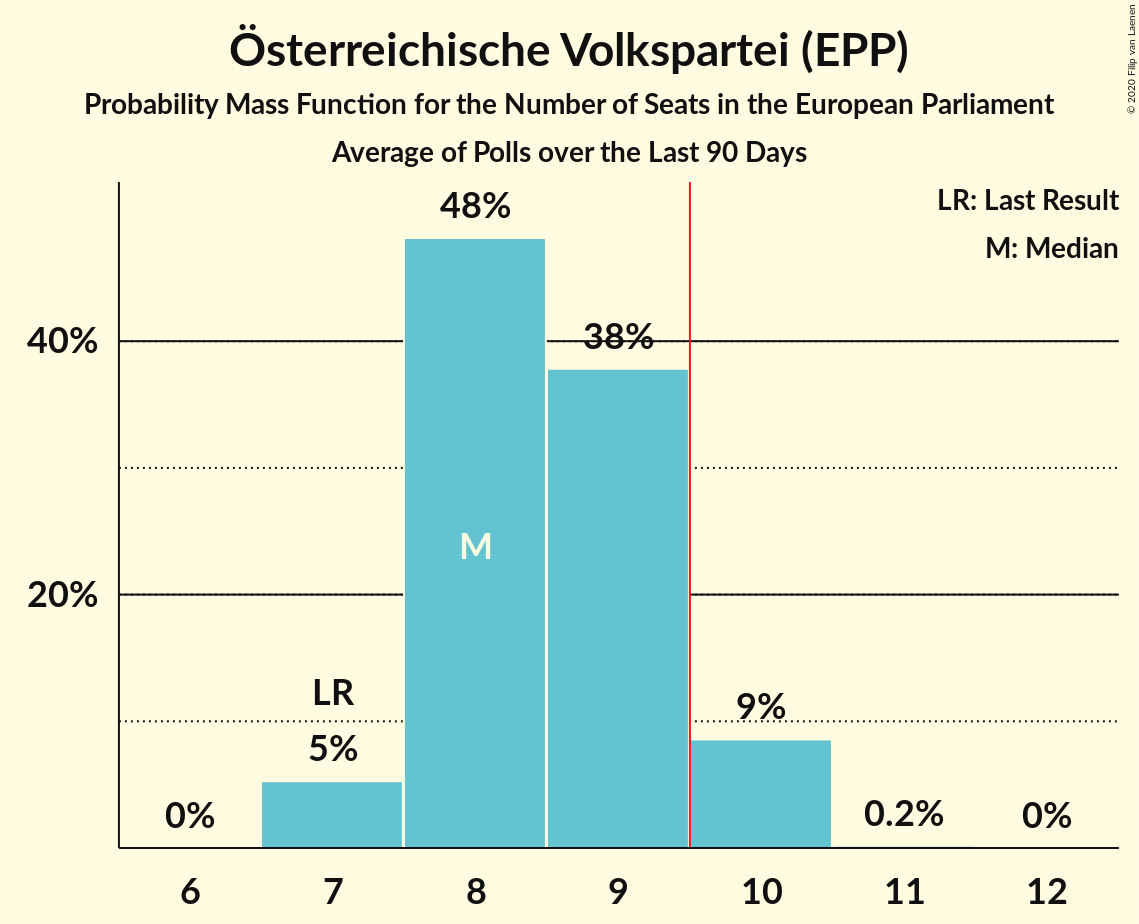 Österreichische Volkspartei (EPP)
Probability Mass Function for the Number of Seats in the European Parliament
Average of Polls over the Last 90 Days
© 2020 Filip van Laenen
LR: Last Result
M: Median
48%
40%
38%
M
20%
LR
9%
5%
0%
0.2%
0%
6 7 8 9 10 11 12